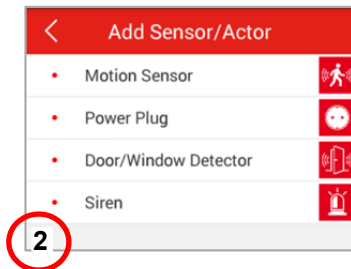 Add Sensor/Actor
• Motion Sensor
• Power Plug
• Door/Window Detector
• Siren
2